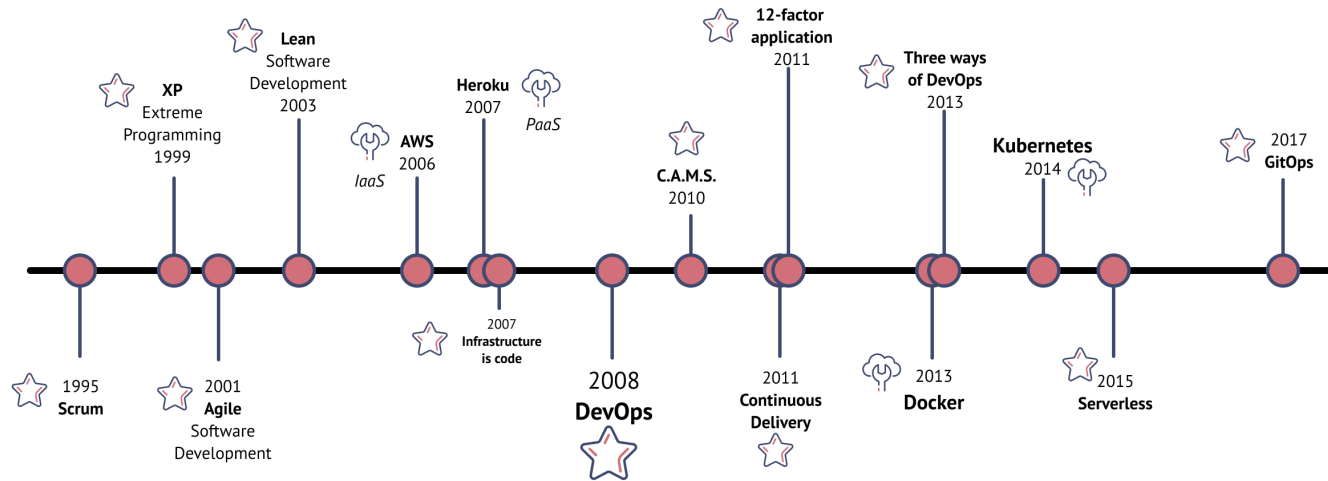 XP
Extreme
Programming
1999
Lean
Software
Development
2003
IaaS
AWS
2006
Heroku
2007
PaaS
C.A.M.S.
2010
12-factor
application
2011
Three ways
of DevOps
2013
Kubernetes
2014
2017
GitOps
1995
Scrum
2001
Agile
Software
Development
2007
Infrastructure
is code
2008
DevOps
2011
Continuous
Delivery
2013
Docker
2015
Serverless